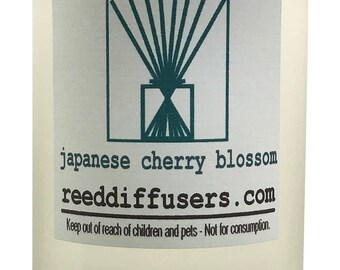 japanese cherry blossom
reeddiffusers.com
Keep out of reach of children and pets - Not for consumption.